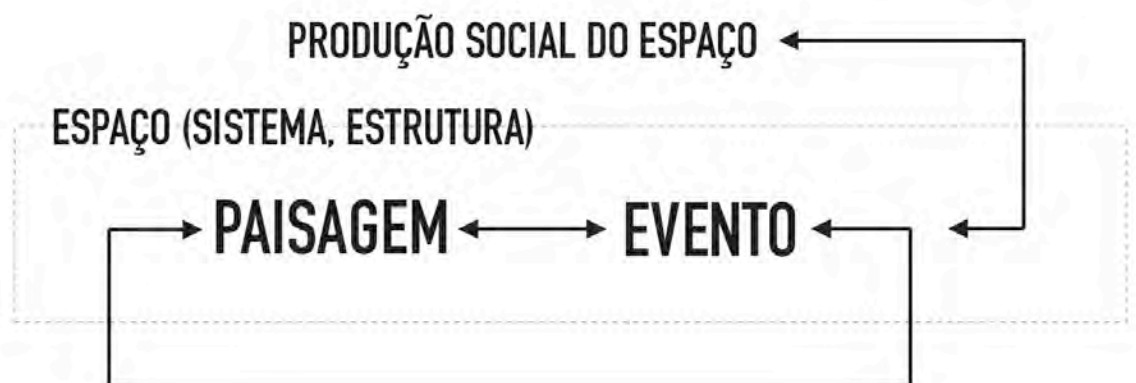 PRODUÇÃO SOCIAL DO ESPAÇO
ESPAÇO (SISTEMA, ESTRUTURA)
PAISAGEM EVENTO